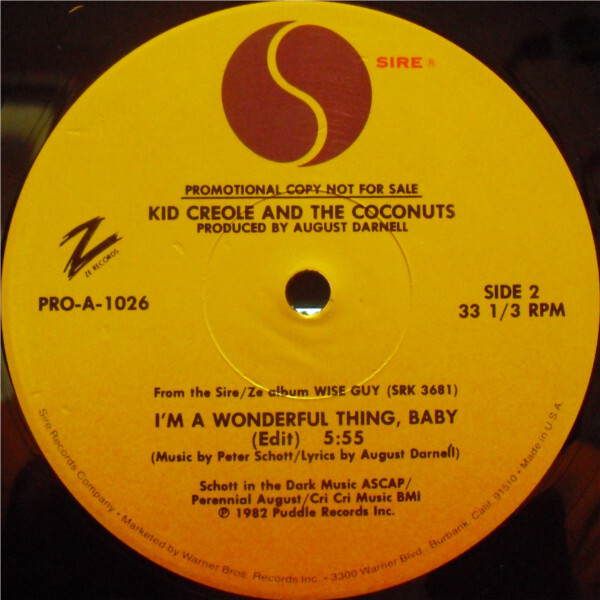 SIRE ®
PROMOTIONAL COPY NOT FOR SALE
KID CREOLE AND THE COCONUTS
PRODUCED BY AUGUST DARNELL
Z
ZE RECORDS
PRO-A-1026
SIDE 2
33 1/3 RPM
From the Sire/Ze album WISE GUY (SRK 3681)
I'M A WONDERFUL THING, BABY
(Edit) 5:55
(Music by Peter Schott/Lyrics by August Darnell)
Schott in the Dark Music ASCAP/
Perennial August/Cri Cri Music BMI
℗ 1982 Puddle Records Inc.
Sire Records Company • Marketed by Warner Bros. Records Inc. • 3300 Warner Blvd., Burbank, Calif. 91510 • Made in U.S.A.